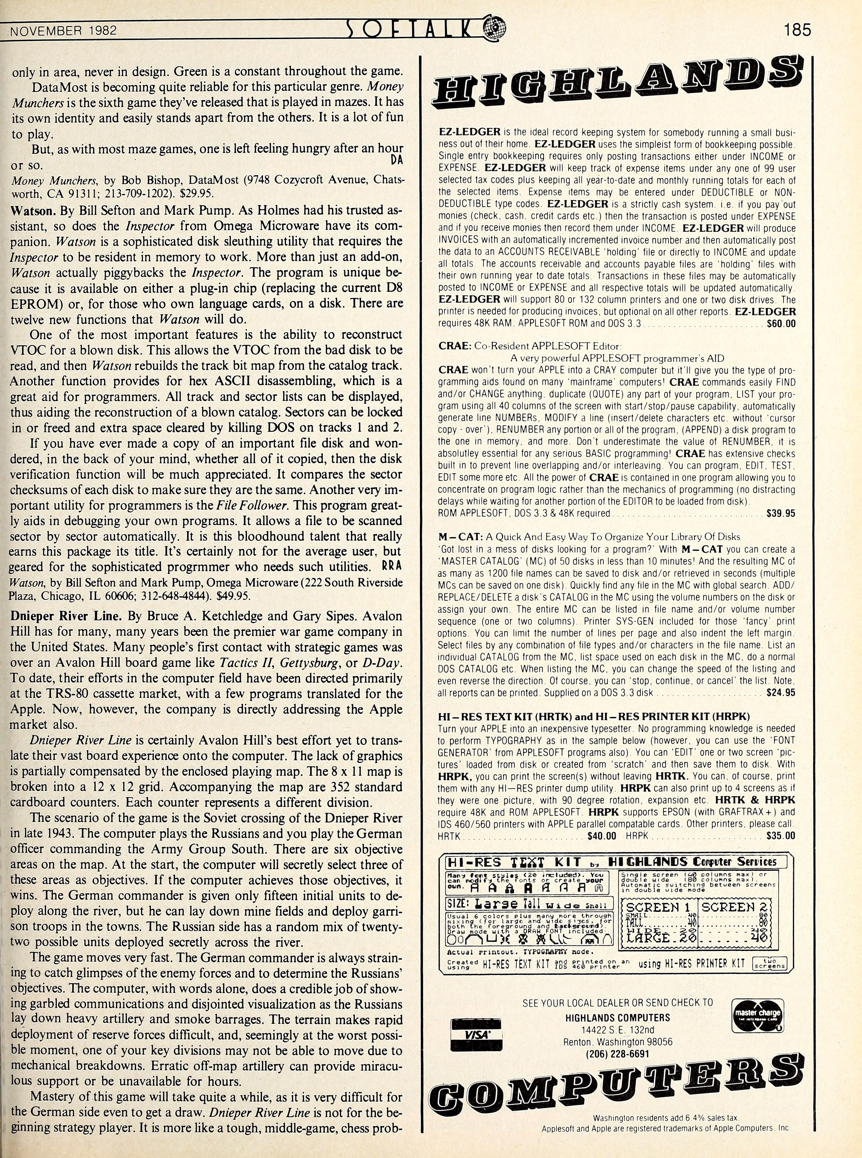 NOVEMBER 1982
SOFTALK
185
only in area, never in design. Green is a constant throughout the game.
DataMost is becoming quite reliable for this particular genre. Money
Munchers is the sixth game they've released that is played in mazes. It has
its own identity and easily stands apart from the others. It is a lot of fun
to play.
But, as with most maze games, one is left feeling hungry after an hour
or so. DA
Money Munchers, by Bob Bishop, DataMost (9748 Cozycroft Avenue, Chats-
worth, CA 91311; 213-709-1202). $29.95.
Watson. By Bill Sefton and Mark Pump. As Holmes had his trusted as-
sistant, so does the Inspector from Omega Microware have its com-
panion. Watson is a sophisticated disk sleuthing utility that requires the
Inspector to be resident in memory to work. More than just an add-on,
Watson actually piggybacks the Inspector. The program is unique be-
cause it is available on either a plug-in chip (replacing the current D8
EPROM) or, for those who own language cards, on a disk. There are
twelve new functions that Watson will do.
One of the most important features is the ability to reconstruct
VTOC for a blown disk. This allows the VTOC from the bad disk to be
read, and then Watson rebuilds the track bit map from the catalog track.
Another function provides for hex ASCII disassembling, which is a
great aid for programmers. All track and sector lists can be displayed,
thus aiding the reconstruction of a blown catalog. Sectors can be locked
in or freed and extra space cleared by killing DOS on tracks 1 and 2.
If you have ever made a copy of an important file disk and won-
dered, in the back of your mind, whether all of it copied, then the disk
verification function will be much appreciated. It compares the sector
checksums of each disk to make sure they are the same. Another very im-
portant utility for programmers is the File Follower. This program great-
ly aids in debugging your own programs. It allows a file to be scanned
sector by sector automatically. It is this bloodhound talent that really
earns this package its title. It's certainly not for the average user, but
geared for the sophisticated progrmmer who needs such utilities. RRA
Watson, by Bill Sefton and Mark Pump, Omega Microware (222 South Riverside
Plaza, Chicago, IL 60606; 312-648-4844). $49.95.
Dnieper River Line. By Bruce A. Ketchledge and Gary Sipes. Avalon
Hill has for many, many years been the premier war game company in
the United States. Many people's first contact with strategic games was
over an Avalon Hill board game like Tactics II, Gettysburg, or D-Day.
To date, their efforts in the computer field have been directed primarily
at the TRS-80 cassette market, with a few programs translated for the
Apple. Now, however, the company is directly addressing the Apple
market also.
Dnieper River Line is certainly Avalon Hill's best effort yet to trans-
late their vast board experience onto the computer. The lack of graphics
is partially compensated by the enclosed playing map. The 8 x 11 map is
broken into a 12 x 12 grid. Accompanying the map are 352 standard
cardboard counters. Each counter represents a different division.
The scenario of the game is the Soviet crossing of the Dnieper River
in late 1943. The computer plays the Russians and you play the German
officer commanding the Army Group South. There are six objective
areas on the map. At the start, the computer will secretly select three of
these areas as objectives. If the computer achieves those objectives, it
wins. The German commander is given only fifteen initial units to de-
ploy along the river, but he can lay down mine fields and deploy garri-
son troops in the towns. The Russian side has a random mix of twenty-
two possible units deployed secretly across the river.
The game moves very fast. The German commander is always strain-
ing to catch glimpses of the enemy forces and to determine the Russians'
objectives. The computer, with words alone, does a credible job of show-
ing garbled communications and disjointed visualization as the Russians
lay down heavy artillery and smoke barrages. The terrain makes rapid
deployment of reserve forces difficult, and, seemingly at the worst possi-
ble moment, one of your key divisions may not be able to move due to
mechanical breakdowns. Erratic off-map artillery can provide miracu-
lous support or be unavailable for hours.
Mastery of this game will take quite a while, as it is very difficult for
the German side even to get a draw. Dnieper River Line is not for the be-
ginning strategy player. It is more like a tough, middle-game, chess prob-
HIGHLANDS
EZ-LEDGER is the ideal record keeping system for somebody running a small busi-
ness out of their home. EZ-LEDGER uses the simpleist form of bookkeeping possible.
Single entry bookkeeping requires only posting transactions either under INCOME or
EXPENSE. EZ-LEDGER will keep track of expense items under any one of 99 user
selected tax codes plus keeping all year-to-date and monthly running totals for each of
the selected items. Expense items may be entered under DEDUCTIBLE or NON-
DEDUCTIBLE type codes. EZ-LEDGER is a strictly cash system. i.e. if you pay out
monies (check, cash, credit cards etc.) then the transaction is posted under EXPENSE
and if you receive monies then record them under INCOME. EZ-LEDGER will produce
INVOICES with an automatically incremented invoice number and then automatically post
the data to an ACCOUNTS RECEIVABLE 'holding' file or directly to INCOME and update
all totals. The accounts receivable and accounts payable files are 'holding' files with
their own running year to date totals. Transactions in these files may be automatically
posted to INCOME or EXPENSE and all respective totals will be updated automatically.
EZ-LEDGER will support 80 or 132 column printers and one or two disk drives. The
printer is needed for producing invoices, but optional on all other reports. EZ-LEDGER
requires 48K RAM, APPLESOFT ROM and DOS 3.3 $60.00
CRAE: Co-Resident APPLESOFT Editor:
A very powerful APPLESOFT programmer's AID
CRAE won't turn your APPLE into a CRAY computer but it'll give you the type of pro-
gramming aids found on many 'mainframe' computers! CRAE commands easily FIND
and/or CHANGE anything, duplicate (QUOTE) any part of your program, LIST your pro-
gram using all 40 columns of the screen with start/stop/pause capability, automatically
generate line NUMBERs, MODIFY a line (insert/delete characters etc. without 'cursor
copy - over'), RENUMBER any portion or all of the program, (APPEND) a disk program to
the one in memory, and more. Don't underestimate the value of RENUMBER, it is
absolutley essential for any serious BASIC programming! CRAE has extensive checks
built in to prevent line overlapping and/or interleaving. You can program, EDIT, TEST,
EDIT some more etc. All the power of CRAE is contained in one program allowing you to
concentrate on program logic rather than the mechanics of programming (no distracting
delays while waiting for another portion of the EDITOR to be loaded from disk).
ROM APPLESOFT, DOS 3.3 & 48K required $39.95
M-CAT: A Quick And Easy Way To Organize Your Library Of Disks
'Got lost in a mess of disks looking for a program?' With M-CAT you can create a
'MASTER CATALOG' (MC) of 50 disks in less than 10 minutes! And the resulting MC of
as many as 1200 file names can be saved to disk and/or retrieved in seconds (multiple
MCs can be saved on one disk). Quickly find any file in the MC with global search. ADD/
REPLACE/DELETE a disk's CATALOG in the MC using the volume numbers on the disk or
assign your own. The entire MC can be listed in file name and/or volume number
sequence (one or two columns). Printer SYS-GEN included for those 'fancy' print
options. You can limit the number of lines per page and also indent the left margin.
Select files by any combination of file types and/or characters in the file name. List an
individual CATALOG from the MC, list space used on each disk in the MC, do a normal
DOS CATALOG etc. When listing the MC, you can change the speed of the listing and
even reverse the direction. Of course, you can 'stop, continue, or cancel' the list. Note,
all reports can be printed. Supplied on a DOS 3.3 disk $24.95
HI-RES TEXT KIT (HRTK) and HI-RES PRINTER KIT (HRPK)
Turn your APPLE into an inexpensive typesetter. No programming knowledge is needed
to perform TYPOGRAPHY as in the sample below (however, you can use the 'FONT
GENERATOR' from APPLESOFT programs also). You can 'EDIT' one or two screen 'pic-
tures' loaded from disk or created from 'scratch' and then save them to disk. With
HRPK, you can print the screen(s) without leaving HRTK. You can, of course, print
them with any HI-RES printer dump utility. HRPK can also print up to 4 screens as if
they were one picture, with 90 degree rotation, expansion etc. HRTK & HRPK
require 48K and ROM APPLESOFT. HRPK supports EPSON (with GRAFTRAX+) and
IDS 460/560 printers with APPLE parallel compatable cards. Other printers, please call.
HRTK $40.00 HRPK $35.00
HI-RES TEXT KIT by HIGHLANDS Computer Services
Many font styles (20 included). You
can modify the fonts or create your
own. A A A A A A A
Single screen (40 columns max) or
double wide (80 columns max).
Automatic switching between screens
in double wide mode
SIZE: Large Tall Wide Small
Usual 6 colors plus many more through
mixing (for large and wide sizes, for
both the foreground and background)
Draw mode with a DRAW FONT included
SCREEN 1 SCREEN 2
SMALL 40 80
TALL 40 80
WIDE 20 40
LARGE 20 40
Actual printout. TYPOGRAPHY mode.
Created using HI-RES TEXT KIT and printed on an IDS 460 printer using HI-RES PRINTER KIT two screens
SEE YOUR LOCAL DEALER OR SEND CHECK TO
HIGHLANDS COMPUTERS
14422 S.E. 132nd
Renton, Washington 98056
(206) 228-6691
VISA
master charge
COMPUTERS
Washington residents add 6.4% sales tax
Applesoft and Apple are registered trademarks of Apple Computers, Inc